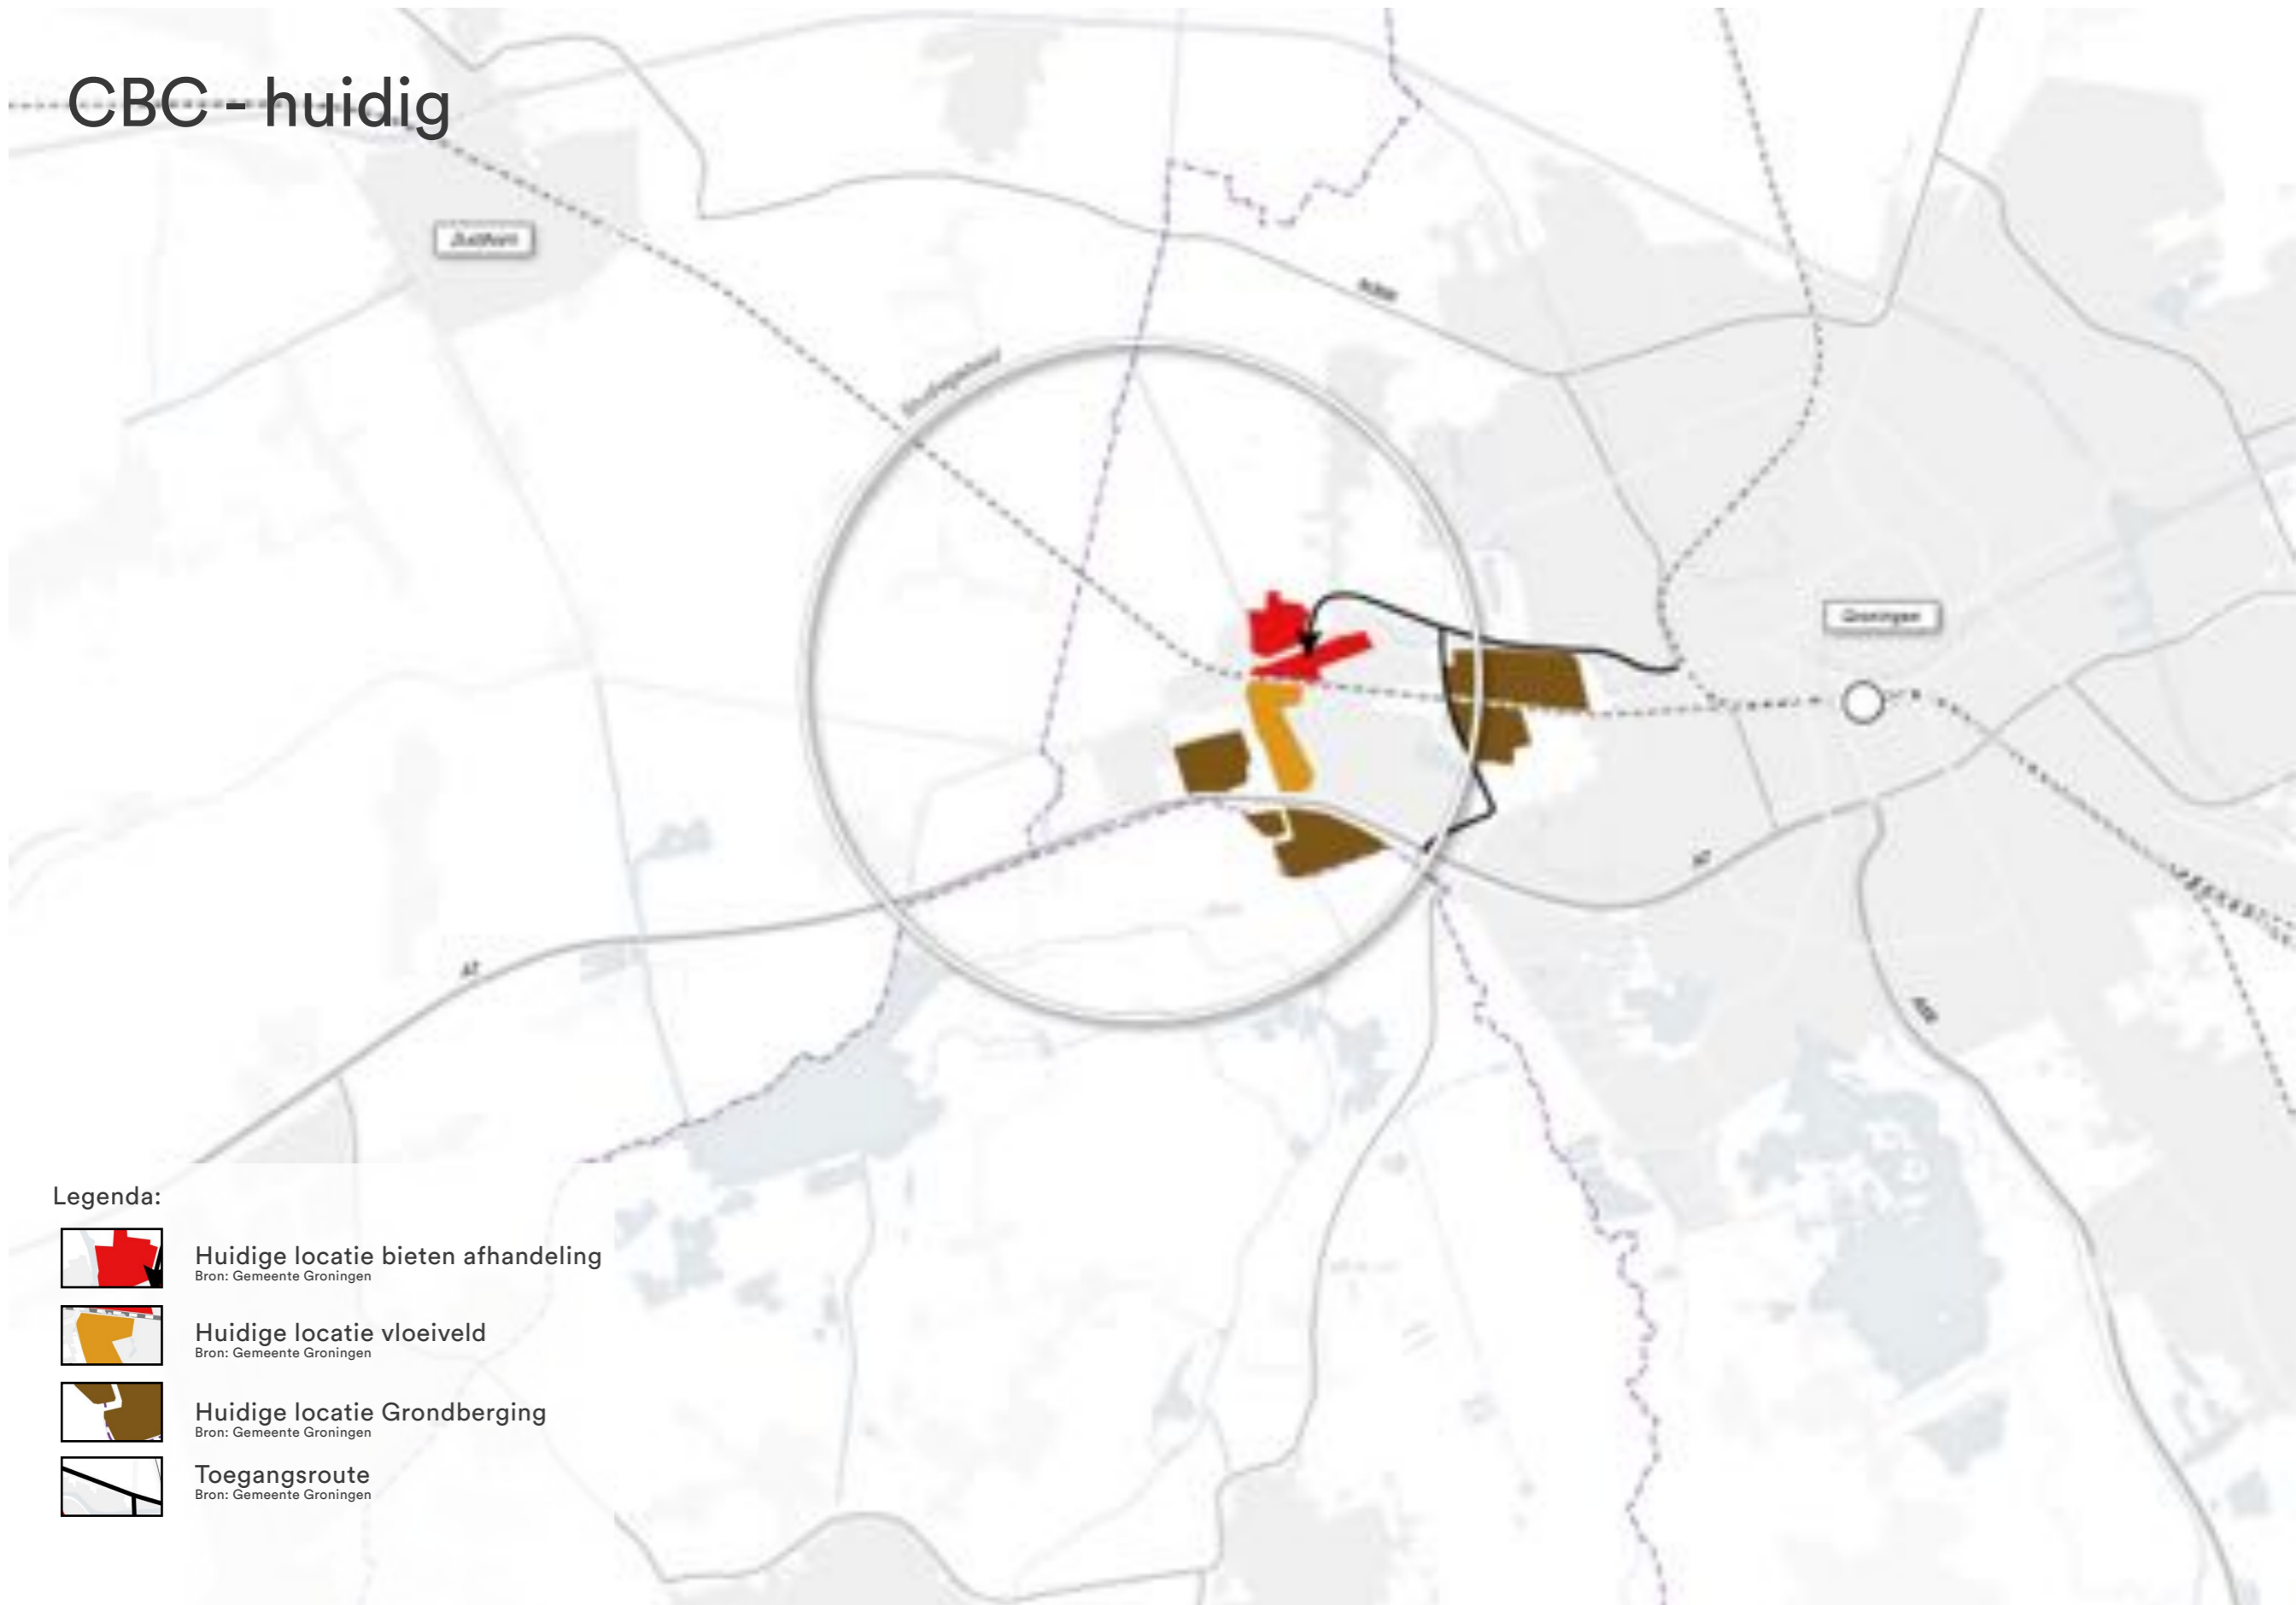 CBC - huidig
Zuidhorn
Groningen
A7
A7
Legenda:
Huidige locatie bieten afhandeling
Bron: Gemeente Groningen
Huidige locatie vloeiveld
Bron: Gemeente Groningen
Huidige locatie Grondberging
Bron: Gemeente Groningen
Toegangsroute
Bron: Gemeente Groningen